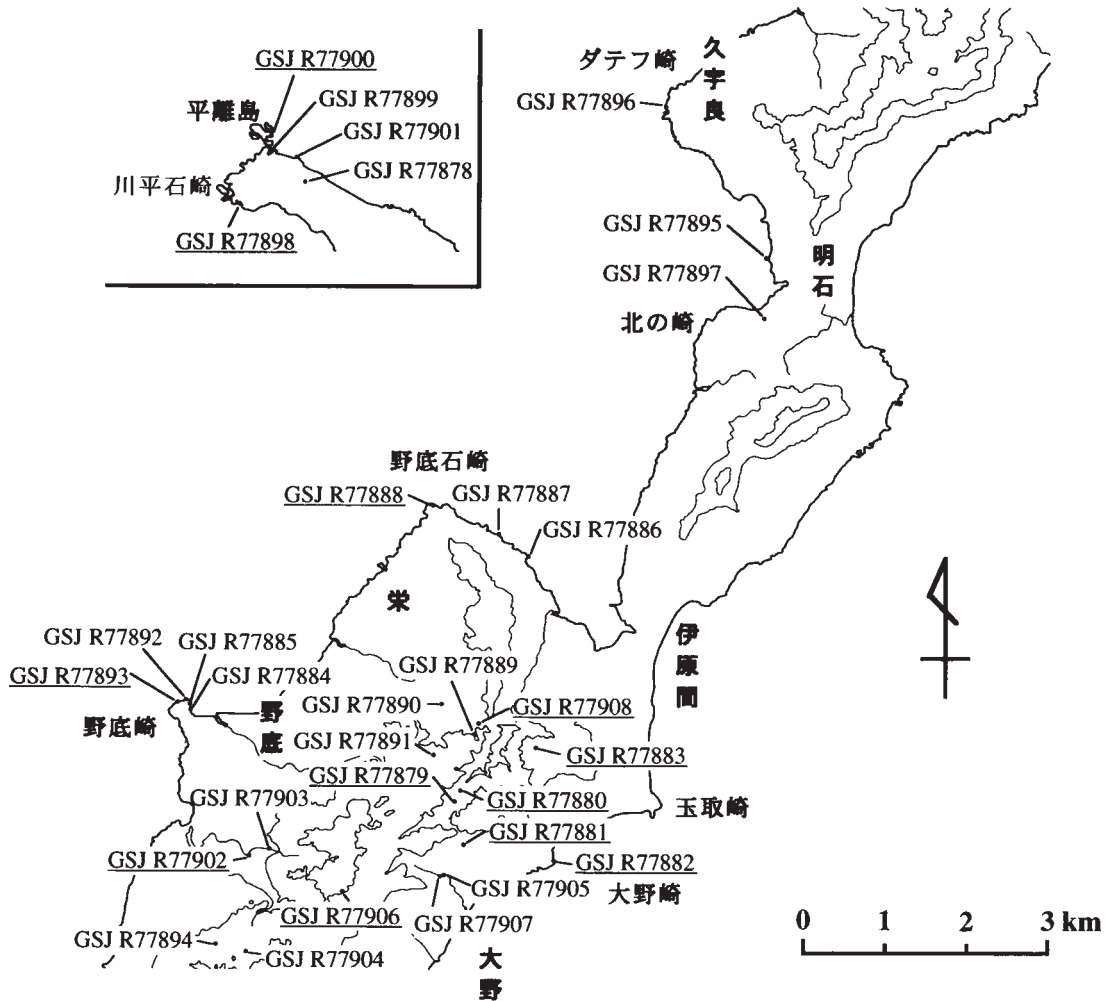 GSJ R77900
平離島
GSJ R77899
GSJ R77901
GSJ R77878
川平石崎
GSJ R77898
ダテフ崎
久宇良
GSJ R77896
GSJ R77895
明石
GSJ R77897
北の崎
野底石崎
GSJ R77888
GSJ R77887
GSJ R77886
栄
伊原間
GSJ R77892
GSJ R77885
GSJ R77893
GSJ R77884
GSJ R77889
野底崎
野底
GSJ R77890
GSJ R77908
GSJ R77891
GSJ R77883
GSJ R77879
GSJ R77880
GSJ R77903
玉取崎
GSJ R77881
GSJ R77902
GSJ R77882
GSJ R77905
大野崎
GSJ R77906
GSJ R77907
GSJ R77894
GSJ R77904
大野
0 1 2 3 km